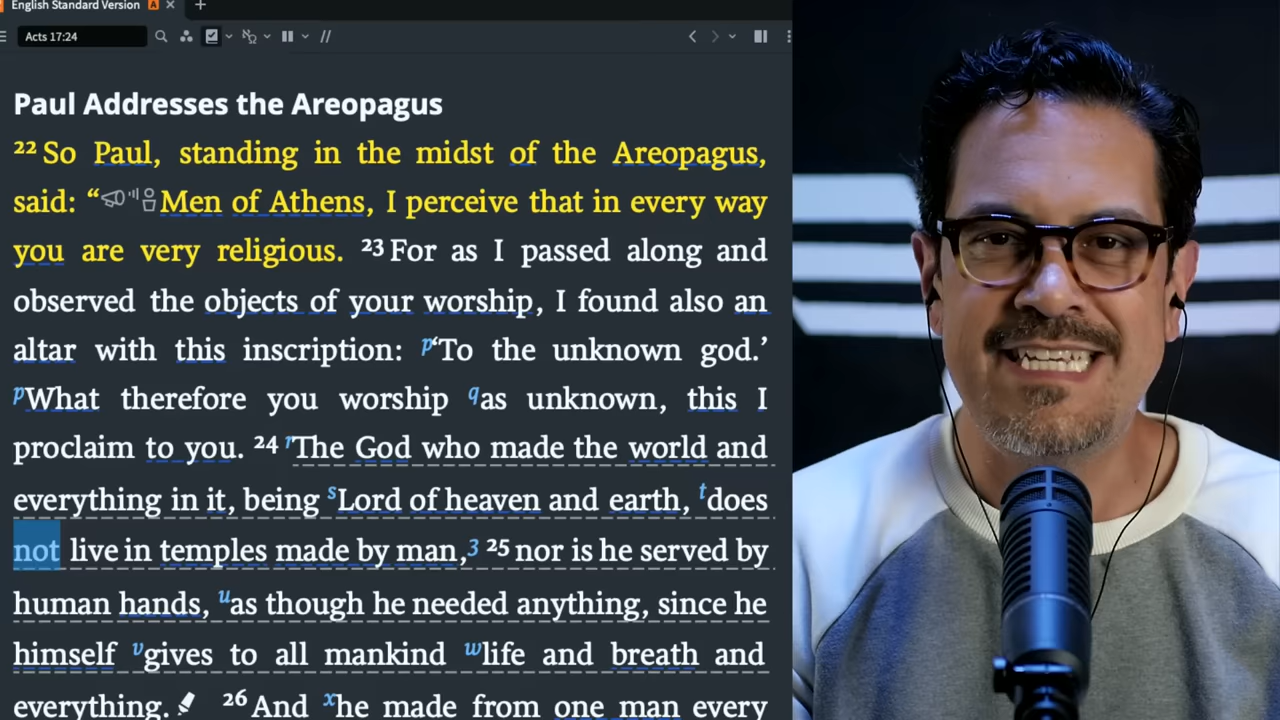 English Standard Version A
Acts 17:24
Paul Addresses the Areopagus
22 So Paul, standing in the midst of the Areopagus,
said: “Men of Athens, I perceive that in every way
you are very religious. 23 For as I passed along and
observed the objects of your worship, I found also an
altar with this inscription: p‘To the unknown god.’
pWhat therefore you worship qas unknown, this I
proclaim to you. 24 rThe God who made the world and
everything in it, being sLord of heaven and earth, tdoes
not live in temples made by man,3 25 nor is he served by
human hands, uas though he needed anything, since he
himself vgives to all mankind wlife and breath and
everything. 26 And xhe made from one man every